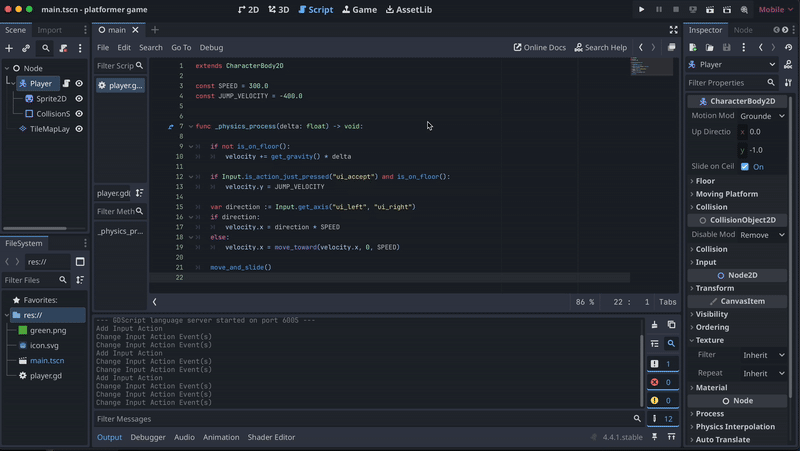 main.tscn - platformer game
2D
3D
Script
Game
AssetLib
Mobile
Scene
Import
Node
Player
Sprite2D
CollisionS
TileMapLay
FileSystem
res://
Filter Files
Favorites:
res://
green.png
icon.svg
main.tscn
player.gd
main
File Edit Search Go To Debug
Online Docs
Search Help
Filter Scrip
player.g...
player.gd(
Filter Meth
_physics_pr...
1 extends CharacterBody2D
2
3 const SPEED = 300.0
4 const JUMP_VELOCITY = -400.0
5
6
7 func _physics_process(delta: float) -> void:
8
9 if not is_on_floor():
10 velocity += get_gravity() * delta
11
12 if Input.is_action_just_pressed("ui_accept") and is_on_floor():
13 velocity.y = JUMP_VELOCITY
14
15 var direction := Input.get_axis("ui_left", "ui_right")
16 if direction:
17 velocity.x = direction * SPEED
18 else:
19 velocity.x = move_toward(velocity.x, 0, SPEED)
20
21 move_and_slide()
22
86 %
22 : 1
Tabs
--- GDScript language server started on port 6005 ---
Add Input Action
Change Input Action Event(s)
Change Input Action Event(s)
Add Input Action
Change Input Action Event(s)
Change Input Action Event(s)
Add Input Action
Change Input Action Event(s)
Change Input Action Event(s)
Change Input Action Event(s)
1
0
0
12
Filter Messages
Output Debugger Audio Animation Shader Editor
4.4.1.stable
Inspector
Node
Player
Filter Properties
CharacterBody2D
Motion Mod Grounde
Up Directio x 0.0
y -1.0
Slide on Ceil On
Floor
Moving Platform
Collision
CollisionObject2D
Disable Mod Remove
Collision
Input
Node2D
Transform
CanvasItem
Visibility
Ordering
Texture
Filter Inherit
Repeat Inherit
Material
Node
Process
Physics Interpolation
Auto Translate